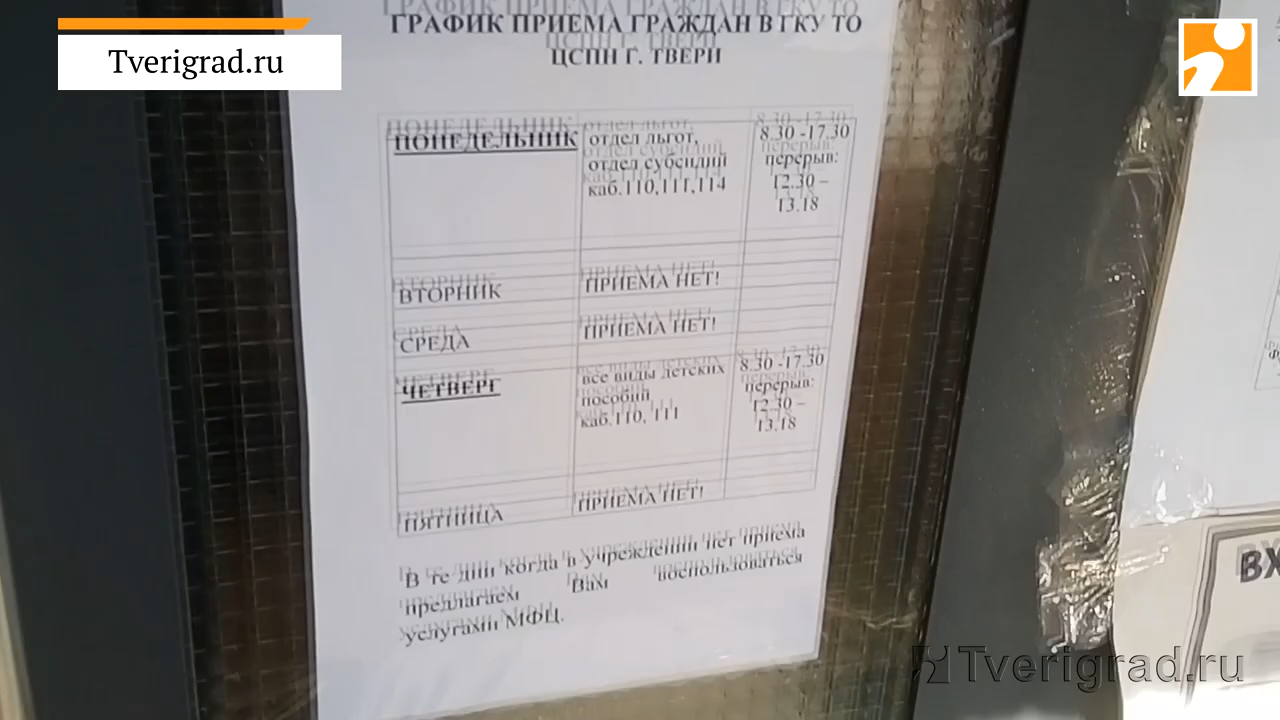 Tverigrad.ru
ГРАФИК ПРИЕМА ГРАЖДАН В ГКУ ТО
ЦСПН Г. ТВЕРИ
ПОНЕДЕЛЬНИК
отдел льгот,
отдел субсидий
каб.110,111,114
8.30 -17.30
перерыв:
12.30 –
13.18
ВТОРНИК
ПРИЕМА НЕТ!
СРЕДА
ПРИЕМА НЕТ!
ЧЕТВЕРГ
все виды детских
пособий
каб.110, 111
8.30 -17.30
перерыв:
12.30 –
13.18
ПЯТНИЦА
ПРИЕМА НЕТ!
В те дни когда в учреждении нет приема
предлагаем Вам воспользоваться
услугами МФЦ.
ВХ
Tverigrad.ru